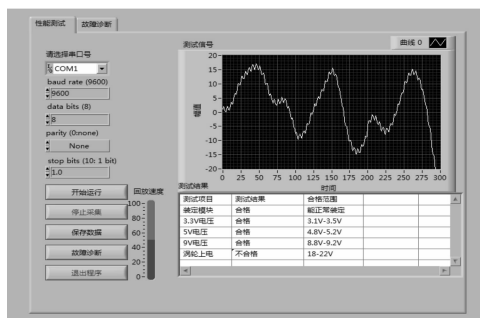 性能测试 故障诊断
请选择串口号
COM1
baud rate (9600)
9600
data bits (8)
8
parity (0:none)
None
stop bits (10: 1 bit)
1.0
开始运行
停止采集
保存数据
故障诊断
退出程序
回放速度
100
80
60
40
20
0
测试信号
曲线 0
幅值
20
15
10
5
0
-5
-10
-15
-20
0 25 50 75 100 125 150 175 200 225 250 275 300
时间
测试结果
测试项目 测试结果 合格范围
装定模块 合格 能正常装定
3.3V电压 合格 3.1V-3.5V
5V电压 合格 4.8V-5.2V
9V电压 合格 8.8V-9.2V
涡轮上电 不合格 18-22V